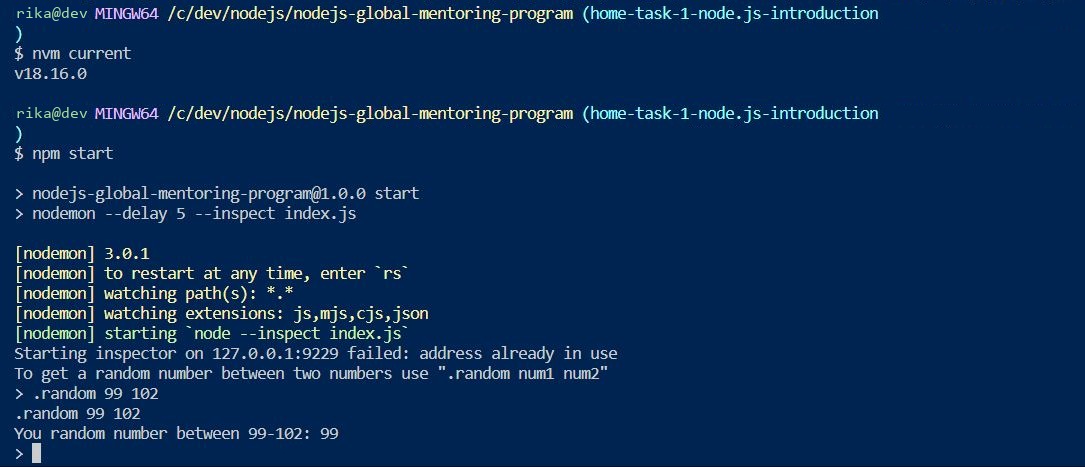 rika@dev MINGW64 /c/dev/nodejs/nodejs-global-mentoring-program (home-task-1-node.js-introduction
)
$ nvm current
v18.16.0
rika@dev MINGW64 /c/dev/nodejs/nodejs-global-mentoring-program (home-task-1-node.js-introduction
)
$ npm start
> nodejs-global-mentoring-program@1.0.0 start
> nodemon --delay 5 --inspect index.js
[nodemon] 3.0.1
[nodemon] to restart at any time, enter `rs`
[nodemon] watching path(s): *.*
[nodemon] watching extensions: js,mjs,cjs,json
[nodemon] starting `node --inspect index.js`
Starting inspector on 127.0.0.1:9229 failed: address already in use
To get a random number between two numbers use ".random num1 num2"
> .random 99 102
.random 99 102
You random number between 99-102: 99
>